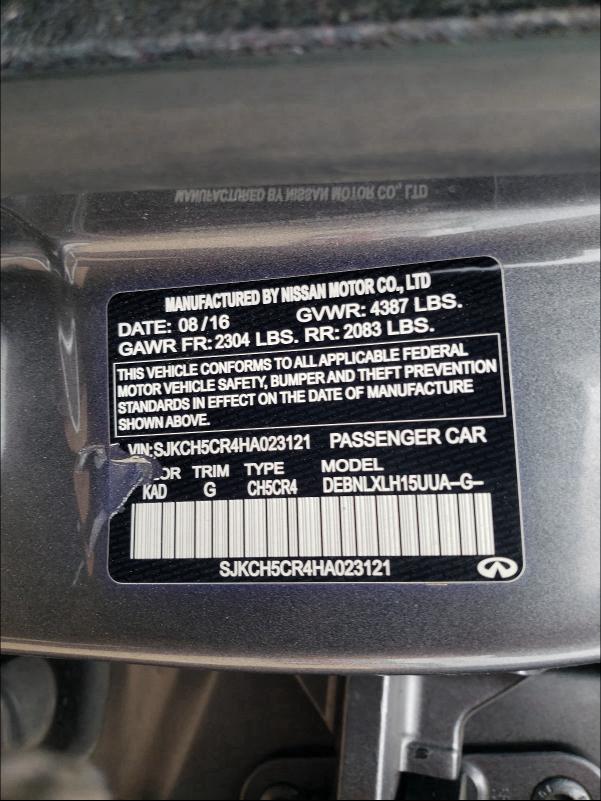 MANUFACTURED BY NISSAN MOTOR CO., LTD
MANUFACTURED BY NISSAN MOTOR CO., LTD
DATE: 08/16 GVWR: 4387 LBS.
GAWR FR: 2304 LBS. RR: 2083 LBS.
THIS VEHICLE CONFORMS TO ALL APPLICABLE FEDERAL
MOTOR VEHICLE SAFETY, BUMPER AND THEFT PREVENTION
STANDARDS IN EFFECT ON THE DATE OF MANUFACTURE
SHOWN ABOVE.
VIN: SJKCH5CR4HA023121 PASSENGER CAR
OR TRIM TYPE MODEL
KAD G CH5CR4 DEBNLXLH15UUA-G-
SJKCH5CR4HA023121